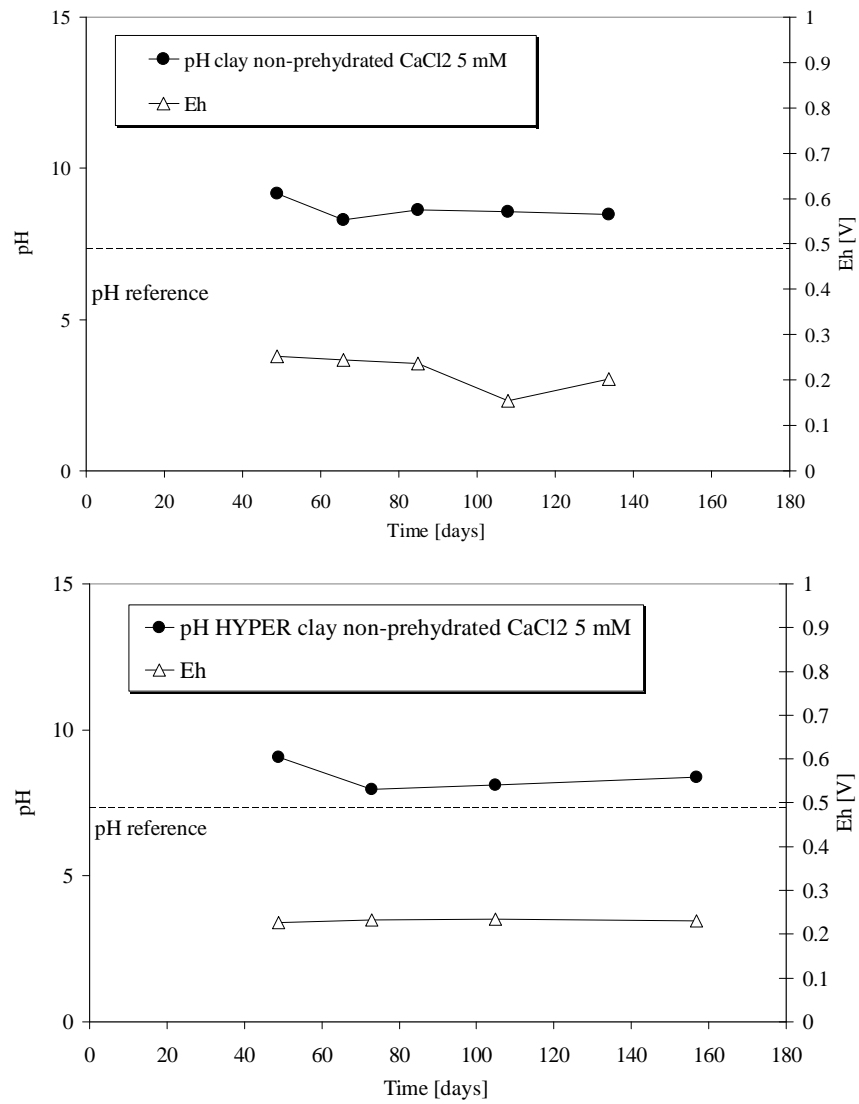 15
1
pH clay non-prehydrated CaCl2 5 mM
0.9
Eh
0.8
0.7
10
0.6
pH
0.5
Eh [V]
pH reference
0.4
5
0.3
0.2
0.1
0
0
0 20 40 60 80 100 120 140 160 180
Time [days]
15
1
pH HYPER clay non-prehydrated CaCl2 5 mM
0.9
Eh
0.8
0.7
10
0.6
pH
0.5
Eh [V]
pH reference
0.4
5
0.3
0.2
0.1
0
0
0 20 40 60 80 100 120 140 160 180
Time [days]